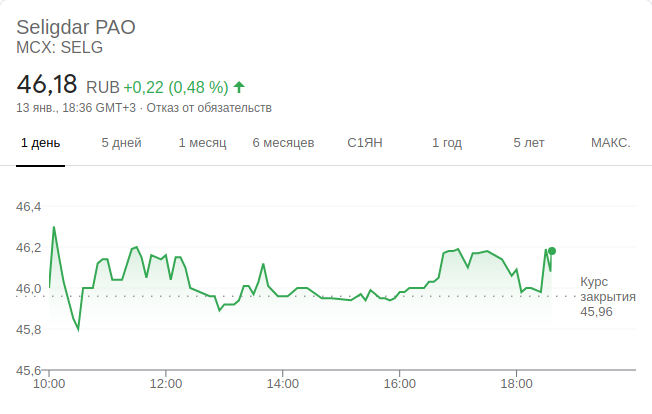 Seligdar PAO
MCX: SELG
46,18 RUB +0,22 (0,48 %)
13 янв., 18:36 GMT+3 · Отказ от обязательств
1 день 5 дней 1 месяц 6 месяцев С1ЯН 1 год 5 лет МАКС.
46,4
46,2
46,0
45,8
45,6
Курс
закрытия
45,96
10:00 12:00 14:00 16:00 18:00